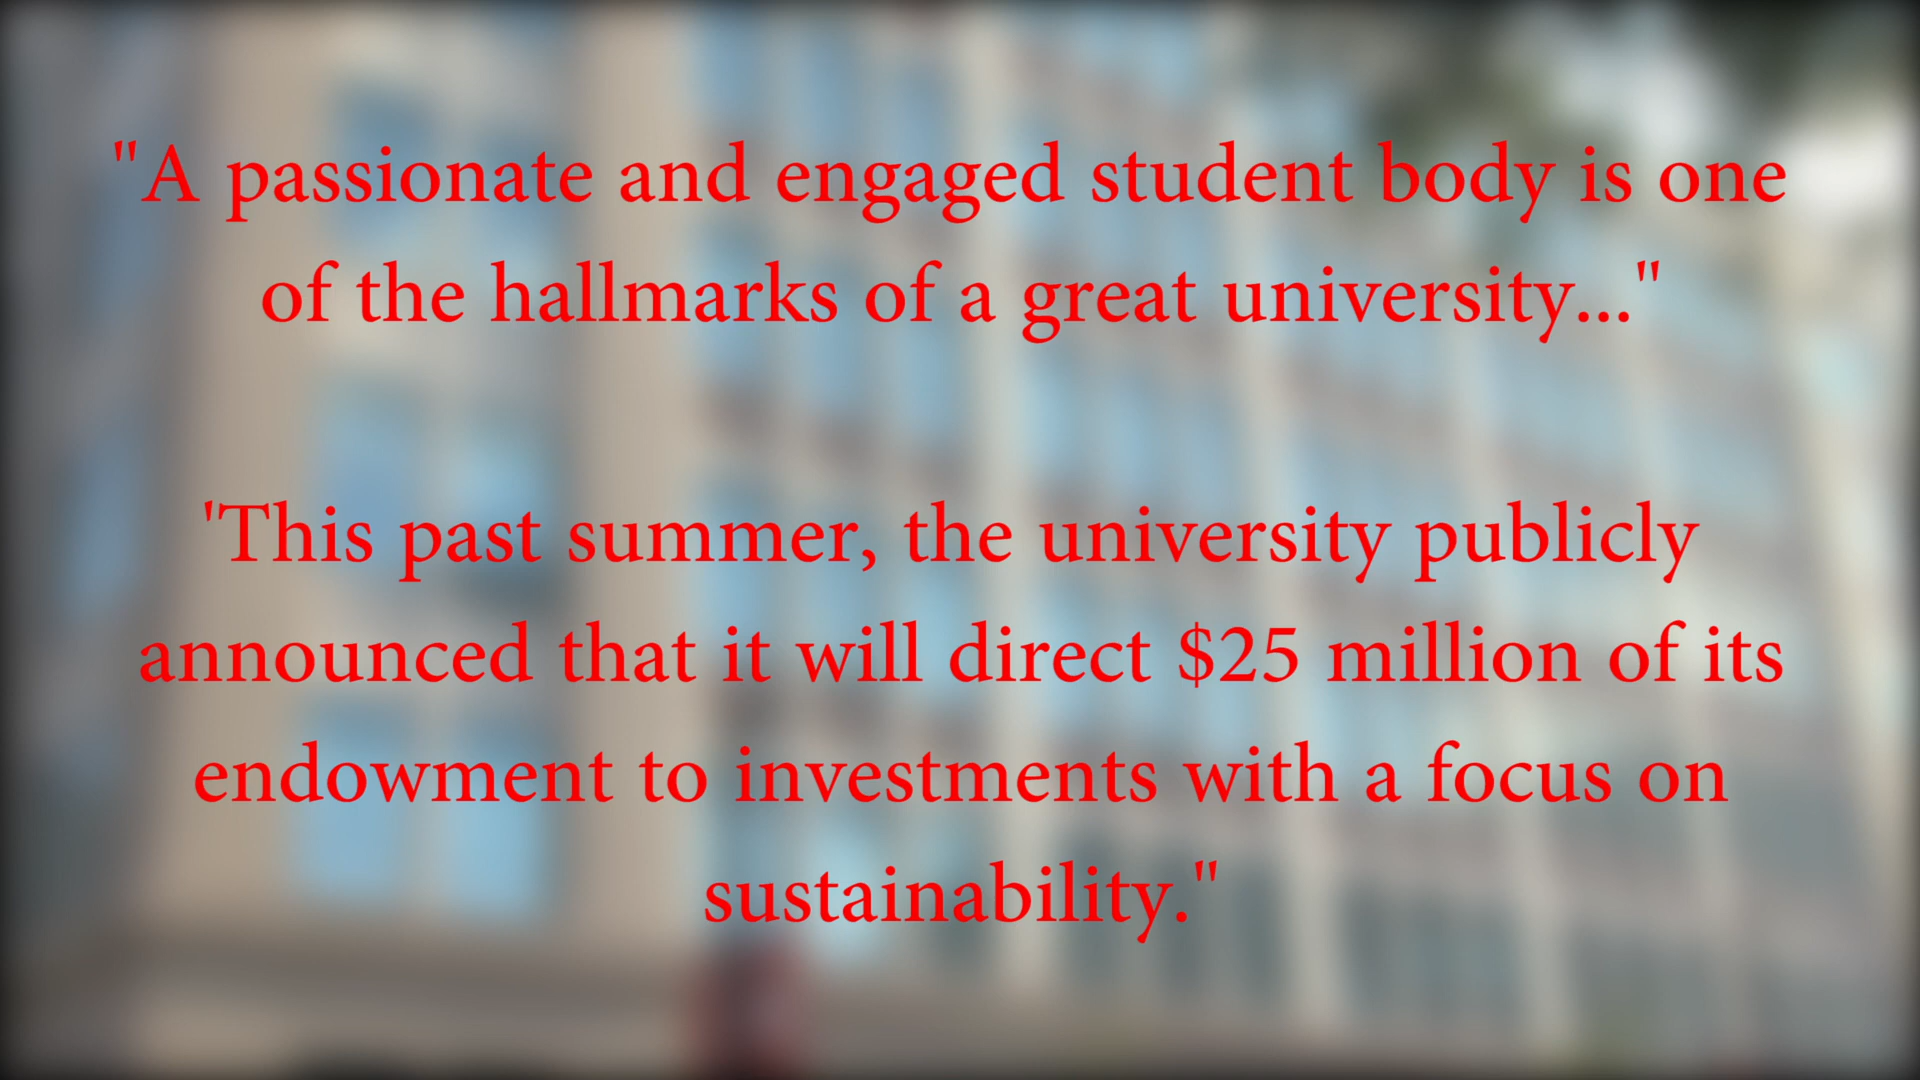 "A passionate and engaged student body is one
of the hallmarks of a great university..."
'This past summer, the university publicly
announced that it will direct $25 million of its
endowment to investments with a focus on
sustainability."